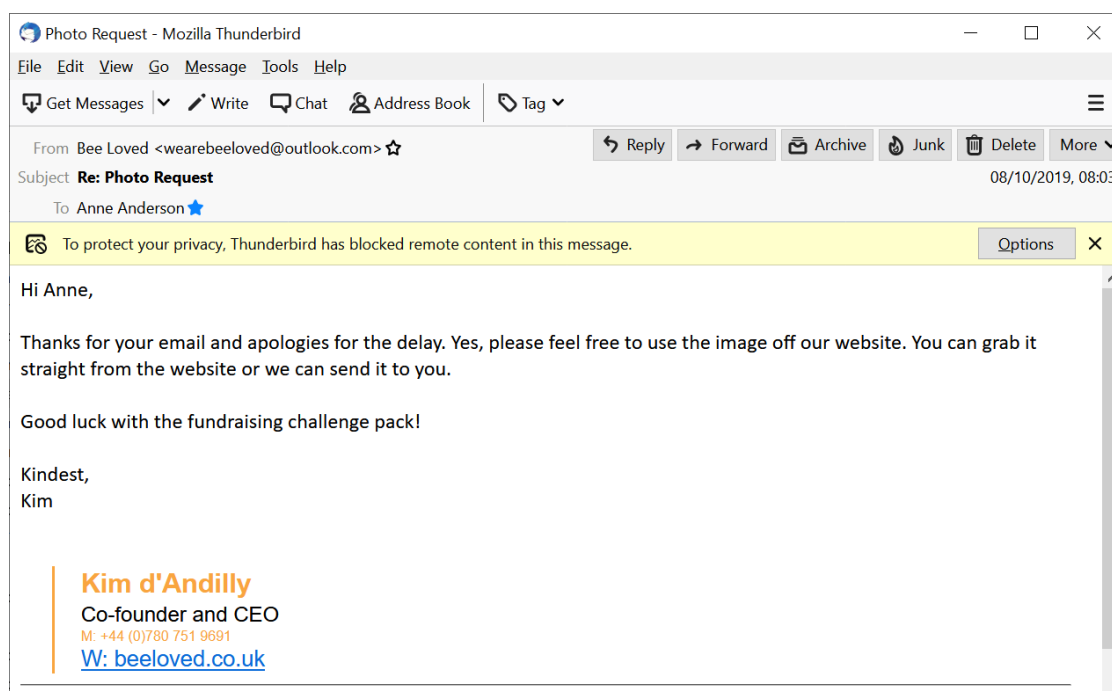 Photo Request - Mozilla Thunderbird
File Edit View Go Message Tools Help
Get Messages Write Chat Address Book Tag
From Bee Loved <wearebeeloved@outlook.com> Reply Forward Archive Junk Delete More
Subject Re: Photo Request 08/10/2019, 08:03
To Anne Anderson
To protect your privacy, Thunderbird has blocked remote content in this message. Options
Hi Anne,
Thanks for your email and apologies for the delay. Yes, please feel free to use the image off our website. You can grab it
straight from the website or we can send it to you.
Good luck with the fundraising challenge pack!
Kindest,
Kim
Kim d'Andilly
Co-founder and CEO
M: +44 (0)780 751 9691
W: beeloved.co.uk